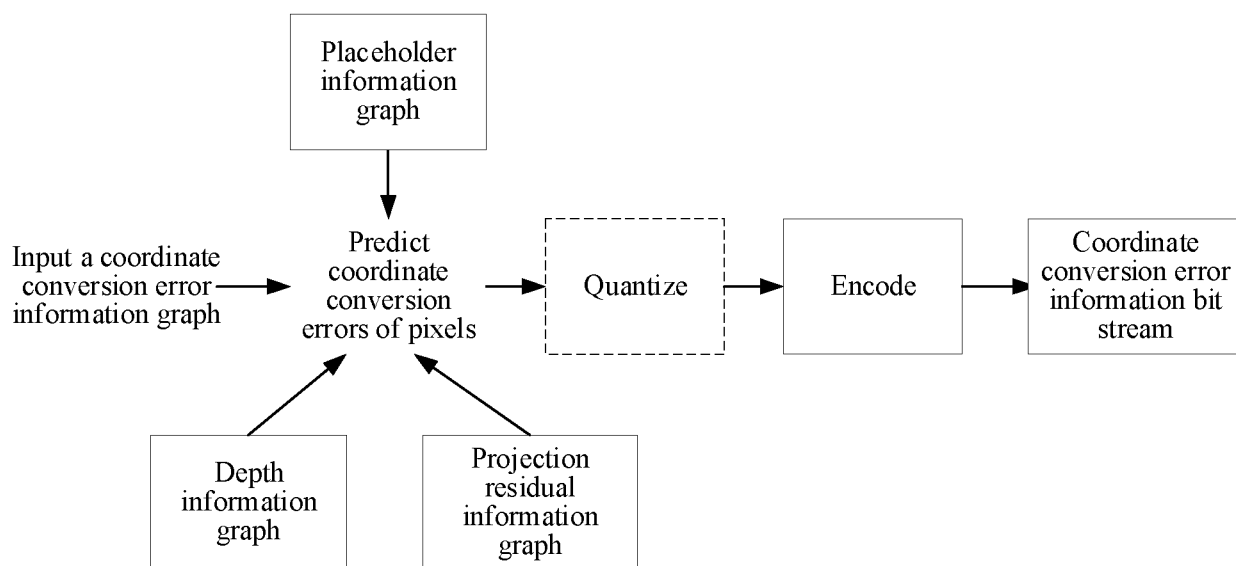 Placeholder
information
graph
Input a coordinate
conversion error
information graph
Predict
coordinate
conversion
errors of pixels
Quantize
Encode
Coordinate
conversion error
information bit
stream
Depth
information
graph
Projection
residual
information
graph